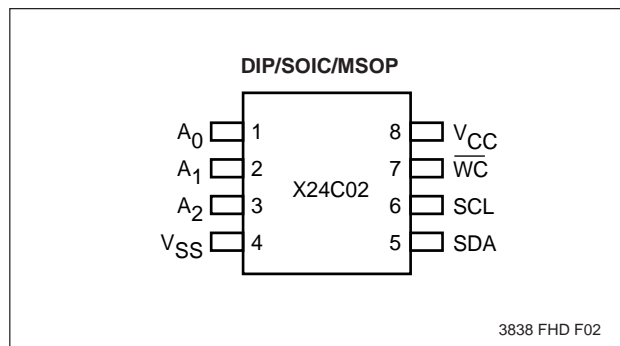 DIP/SOIC/MSOP
A0 1 8 VCC
A1 2 7 WC
X24C02
A2 3 6 SCL
VSS 4 5 SDA
3838 FHD F02